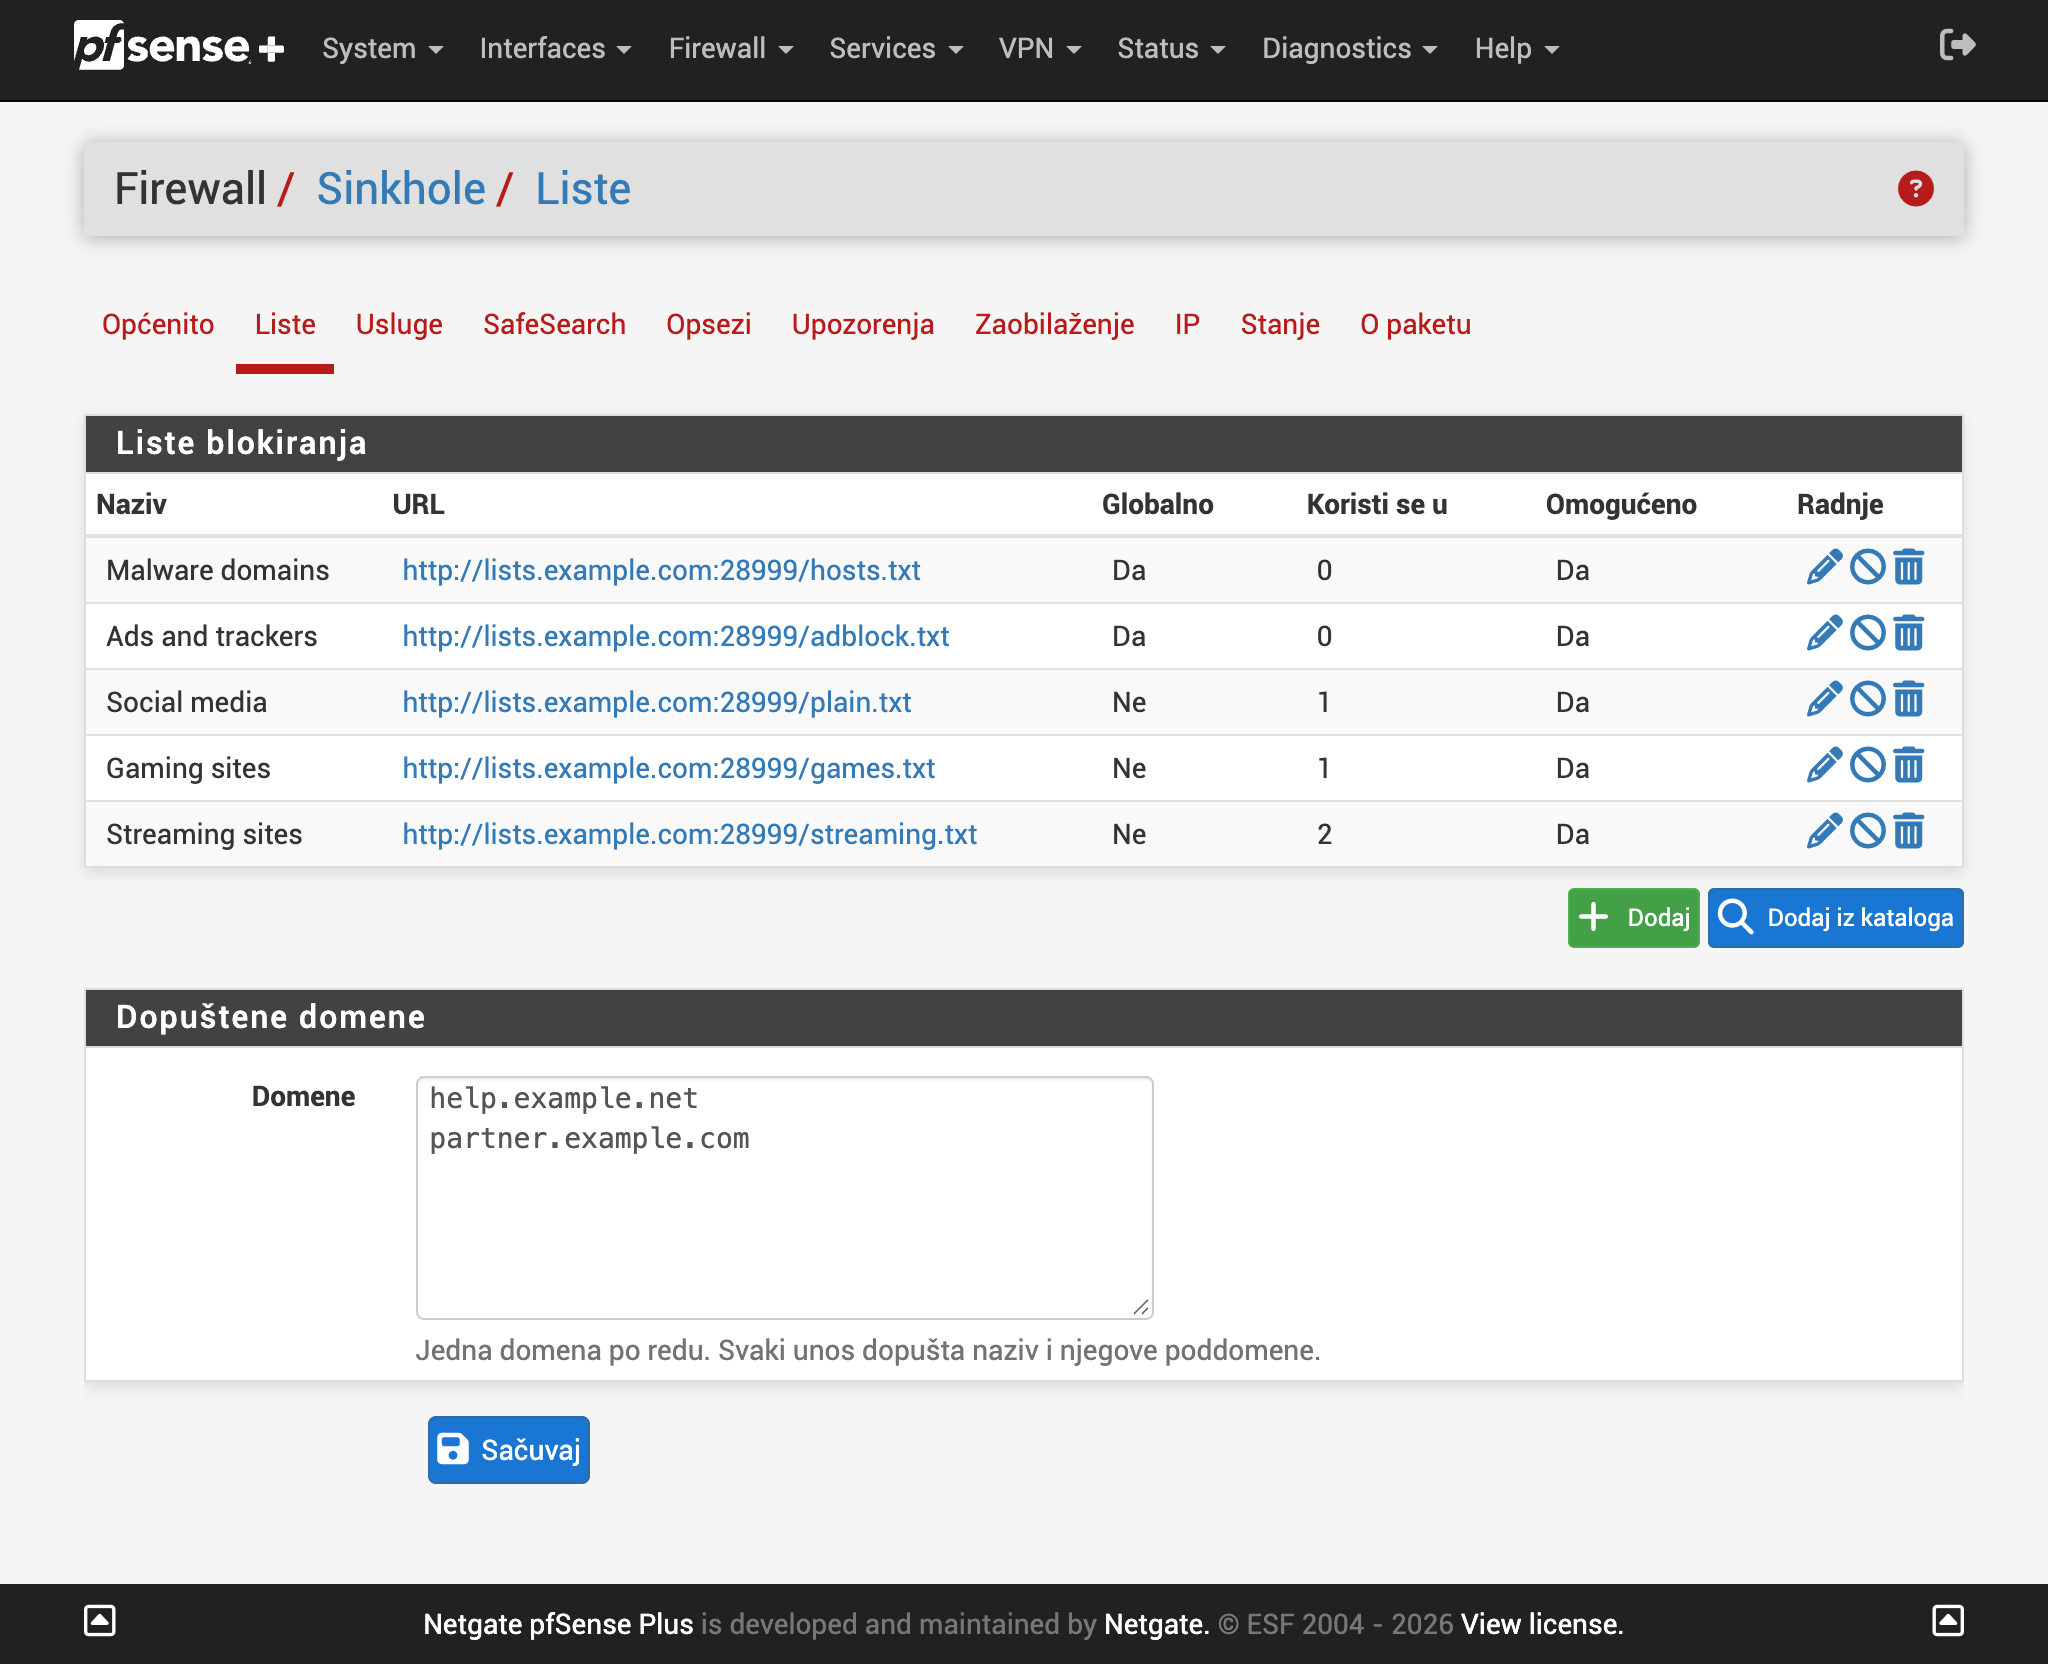 pfsense+ System Interfaces Firewall Services VPN Status Diagnostics Help
Firewall / Sinkhole / Liste
Općenito Liste Usluge SafeSearch Opsezi Upozorenja Zaobilaženje IP Stanje O paketu
Liste blokiranja
Naziv URL Globalno Koristi se u Omogućeno Radnje
Malware domains http://lists.example.com:28999/hosts.txt Da 0 Da
Ads and trackers http://lists.example.com:28999/adblock.txt Da 0 Da
Social media http://lists.example.com:28999/plain.txt Ne 1 Da
Gaming sites http://lists.example.com:28999/games.txt Ne 1 Da
Streaming sites http://lists.example.com:28999/streaming.txt Ne 2 Da
Dodaj Dodaj iz kataloga
Dopuštene domene
Domene help.example.net
partner.example.com
Jedna domena po redu. Svaki unos dopušta naziv i njegove poddomene.
Sačuvaj
Netgate pfSense Plus is developed and maintained by Netgate. © ESF 2004 - 2026 View license.